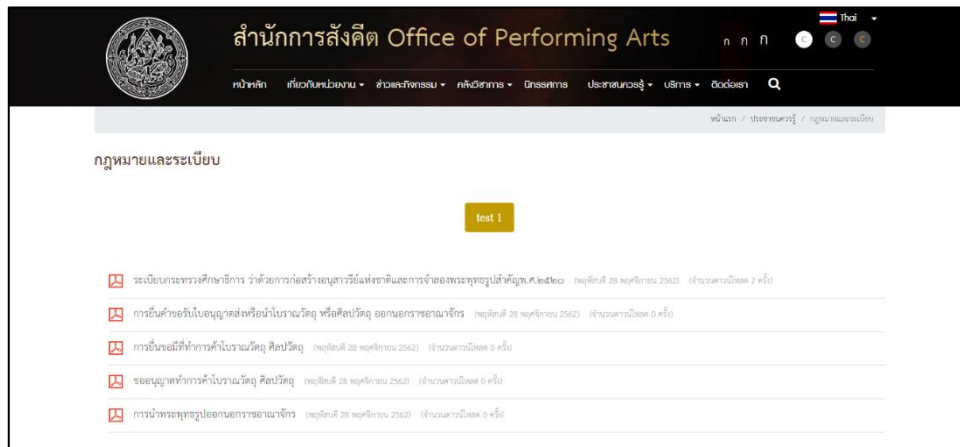 Thai
สำนักการสังคีต Office of Performing Arts
ก ก ก C C C
หน้าหลัก เกี่ยวกับหน่วยงาน ข่าวและกิจกรรม คลังวิชาการ นิทรรศการ ประชาชนควรรู้ บริการ ติดต่อเรา
หน้าแรก / ประชาชนควรรู้ / กฎหมายและระเบียบ
กฎหมายและระเบียบ
test 1
ระเบียบกระทรวงศึกษาธิการ ว่าด้วยการก่อสร้างอนุสาวรีย์แห่งชาติและการจำลองพระพุทธรูปสำคัญพ.ศ.๒๕๒๐ (พฤหัสบดี 28 พฤศจิกายน 2562) (จำนวนดาวน์โหลด 2 ครั้ง)
การยื่นคำขอรับใบอนุญาตส่งหรือนำโบราณวัตถุ หรือศิลปวัตถุ ออกนอกราชอาณาจักร (พฤหัสบดี 28 พฤศจิกายน 2562) (จำนวนดาวน์โหลด 0 ครั้ง)
การยื่นขอมีที่ทำการค้าโบราณวัตถุ ศิลปวัตถุ (พฤหัสบดี 28 พฤศจิกายน 2562) (จำนวนดาวน์โหลด 0 ครั้ง)
ขออนุญาตทำการค้าโบราณวัตถุ ศิลปวัตถุ (พฤหัสบดี 28 พฤศจิกายน 2562) (จำนวนดาวน์โหลด 0 ครั้ง)
การนำพระพุทธรูปออกนอกราชอาณาจักร (พฤหัสบดี 28 พฤศจิกายน 2562) (จำนวนดาวน์โหลด 0 ครั้ง)